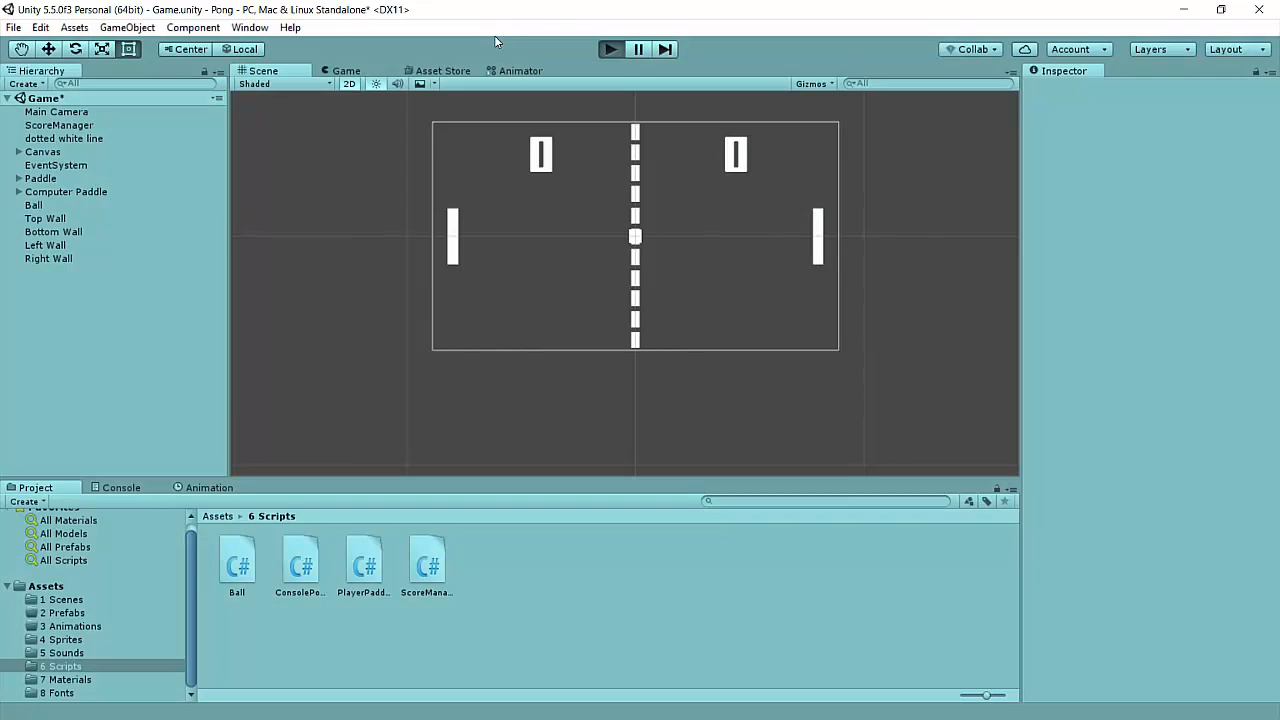 Unity 5.5.0f3 Personal (64bit) - Game.unity - Pong - PC, Mac & Linux Standalone* <DX11>
File Edit Assets GameObject Component Window Help
Center Local Collab Account Layers Layout
Hierarchy Scene Game Asset Store Animator Inspector
Create All Shaded 2D Gizmos All
Game*
Main Camera
ScoreManager
dotted white line
Canvas
EventSystem
Paddle
Computer Paddle
Ball
Top Wall
Bottom Wall
Left Wall
Right Wall
0 0
Project Console Animation
Create
Favorites
All Materials
All Models
All Prefabs
All Scripts
Assets
1 Scenes
2 Prefabs
3 Animations
4 Sprites
5 Sounds
6 Scripts
7 Materials
8 Fonts
Assets 6 Scripts
C# C# C# C#
Ball ConsolePo... PlayerPadd... ScoreMana...